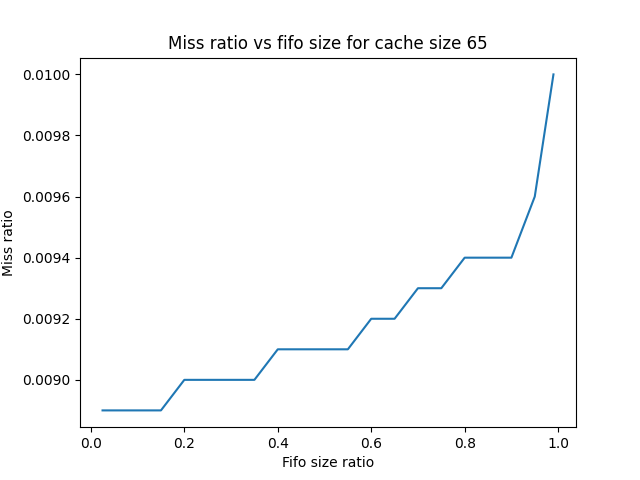 Miss ratio vs fifo size for cache size 65
0.0100
0.0098
0.0096
0.0094
0.0092
0.0090
Miss ratio
0.0 0.2 0.4 0.6 0.8 1.0
Fifo size ratio